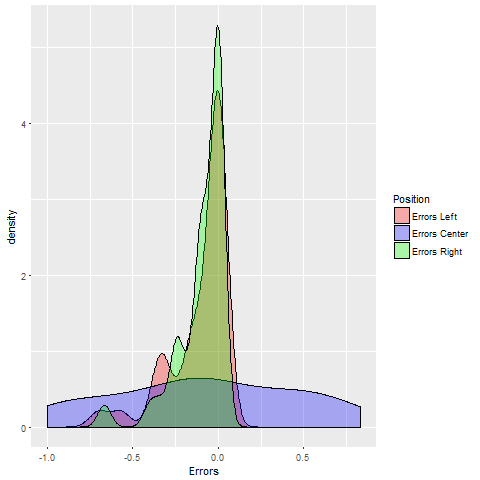 4
2
0
density
-1.0
-0.5
0.0
0.5
Errors
Position
Errors Left
Errors Center
Errors Right